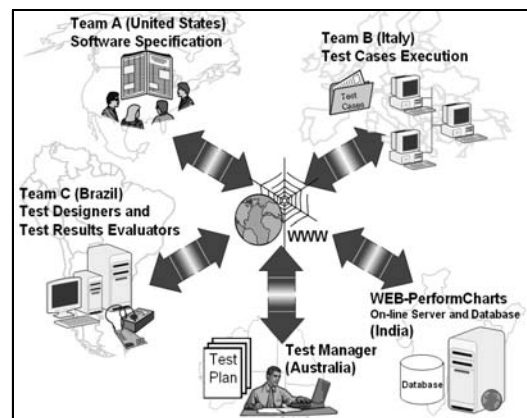 Team A (United States)
Software Specification
Team B (Italy)
Test Cases Execution
Test
Cases
Team C (Brazil)
Test Designers and
Test Results Evaluators
WWW
WEB-PerformCharts
On-line Server and Database
(India)
Database
Test
Plan
Test Manager
(Australia)